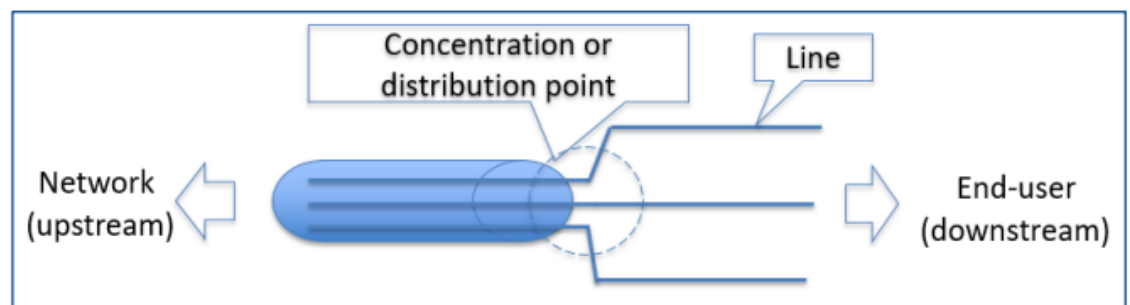 Concentration or
distribution point
Line
Network
(upstream)
End-user
(downstream)